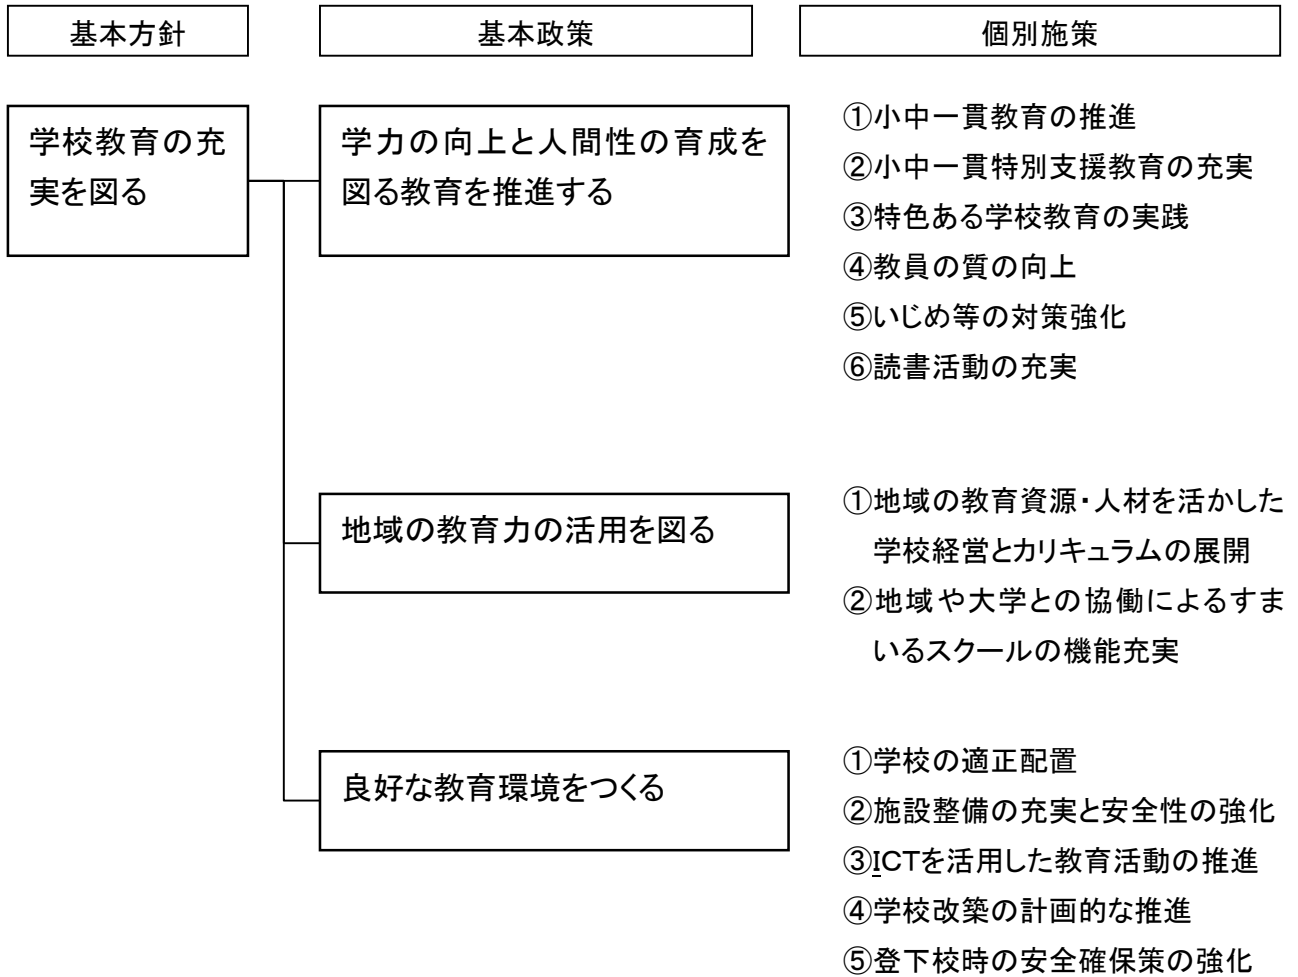 基本方針
基本政策
個別施策
学校教育の充
実を図る
学力の向上と人間性の育成を
図る教育を推進する
①小中一貫教育の推進
②小中一貫特別支援教育の充実
③特色ある学校教育の実践
④教員の質の向上
⑤いじめ等の対策強化
⑥読書活動の充実
地域の教育力の活用を図る
①地域の教育資源・人材を活かした
学校経営とカリキュラムの展開
②地域や大学との協働によるすま
いるスクールの機能充実
良好な教育環境をつくる
①学校の適正配置
②施設整備の充実と安全性の強化
③ICTを活用した教育活動の推進
④学校改築の計画的な推進
⑤登下校時の安全確保策の強化